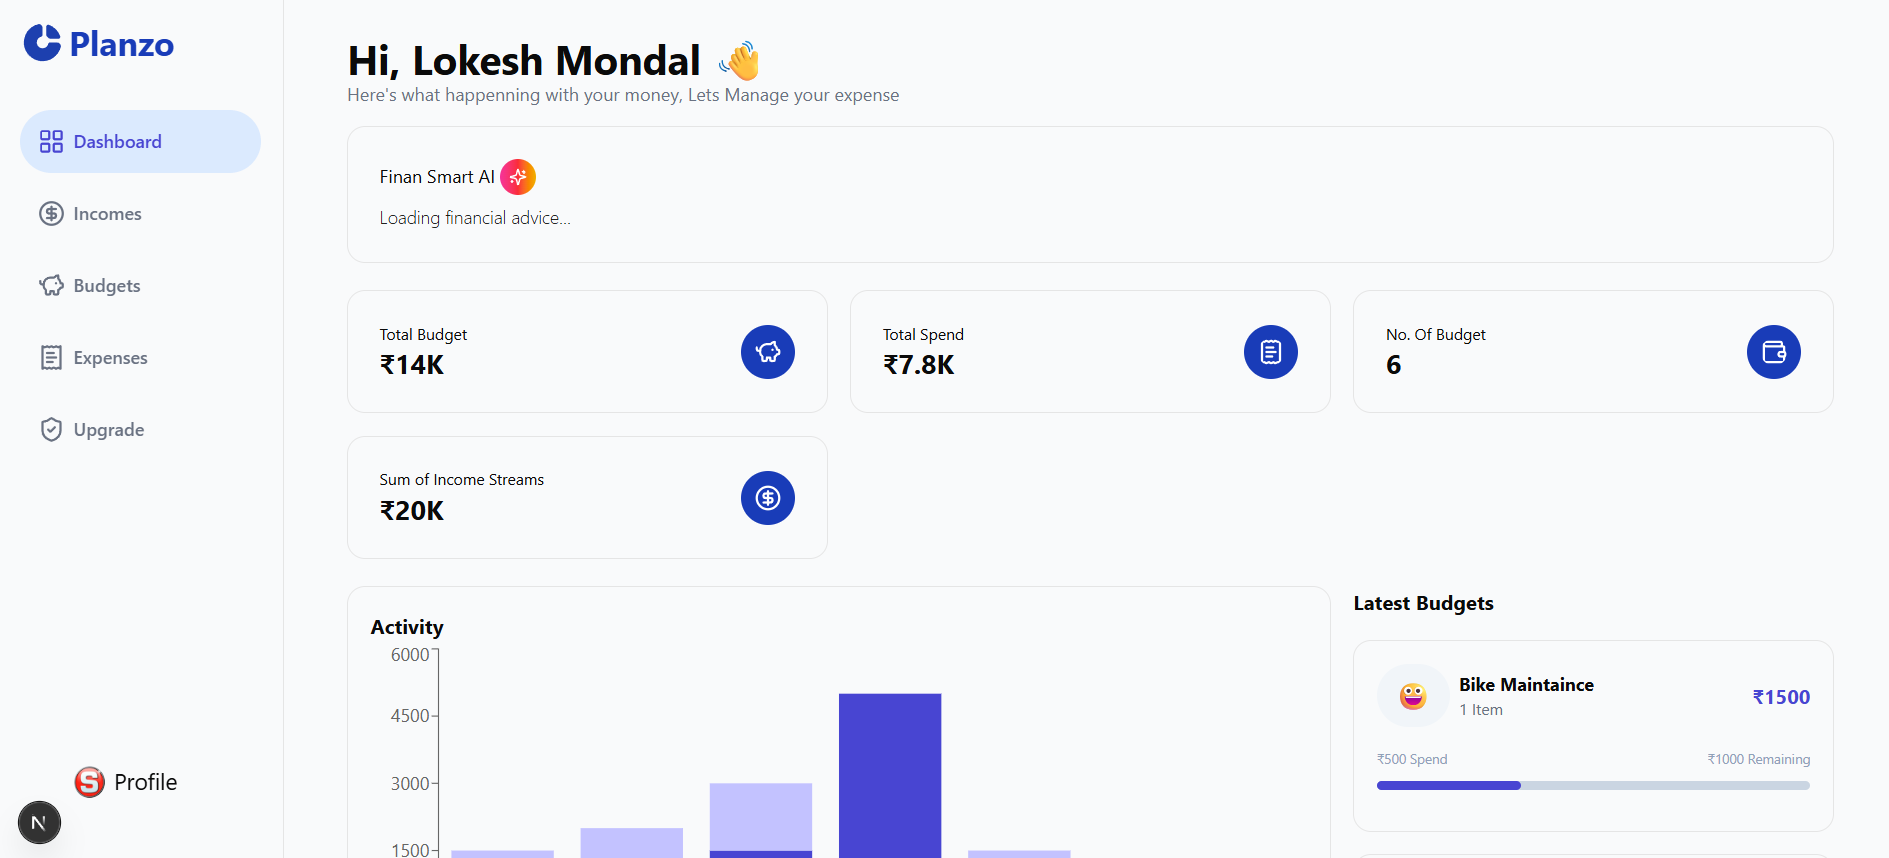 Planzo
Dashboard
Incomes
Budgets
Expenses
Upgrade
S Profile
N
Hi, Lokesh Mondal 👋
Here's what happenning with your money, Lets Manage your expense
Finan Smart AI
Loading financial advice...
Total Budget
₹14K
Total Spend
₹7.8K
No. Of Budget
6
Sum of Income Streams
₹20K
Activity
6000
4500
3000
1500
Latest Budgets
Bike Maintaince
1 Item
₹1500
₹500 Spend
₹1000 Remaining